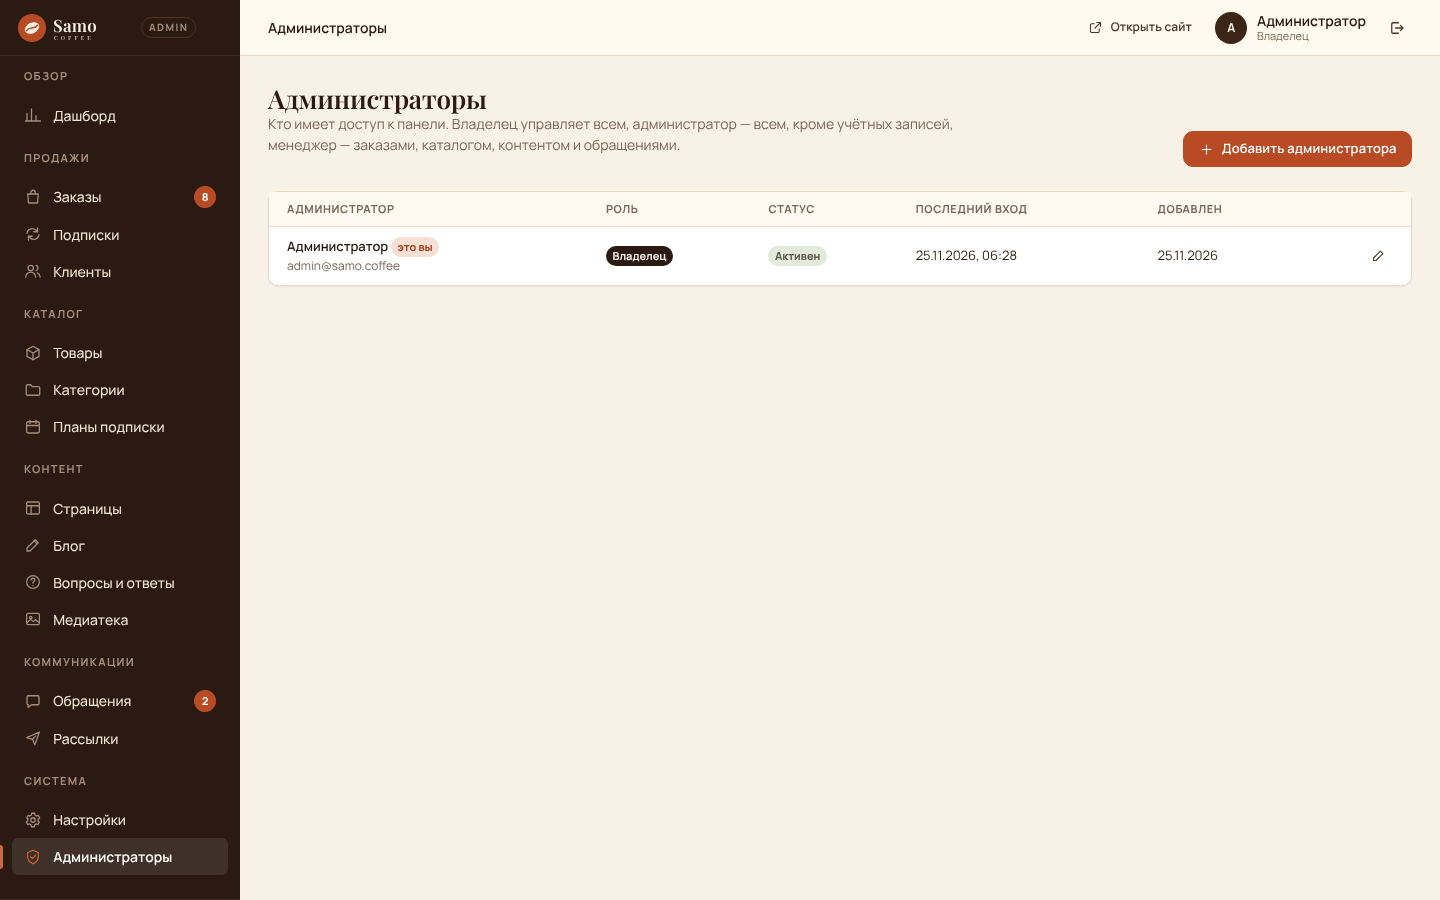 Samo
COFFEE
ADMIN
ОБЗОР
Дашборд
ПРОДАЖИ
Заказы 8
Подписки
Клиенты
КАТАЛОГ
Товары
Категории
Планы подписки
КОНТЕНТ
Страницы
Блог
Вопросы и ответы
Медиатека
КОММУНИКАЦИИ
Обращения 2
Рассылки
СИСТЕМА
Настройки
Администраторы
Администраторы
Открыть сайт
А
Администратор
Владелец
Администраторы
Кто имеет доступ к панели. Владелец управляет всем, администратор — всем, кроме учётных записей,
менеджер — заказами, каталогом, контентом и обращениями.
Добавить администратора
АДМИНИСТРАТОР РОЛЬ СТАТУС ПОСЛЕДНИЙ ВХОД ДОБАВЛЕН
Администратор это вы
admin@samo.coffee
Владелец
Активен
25.11.2026, 06:28
25.11.2026